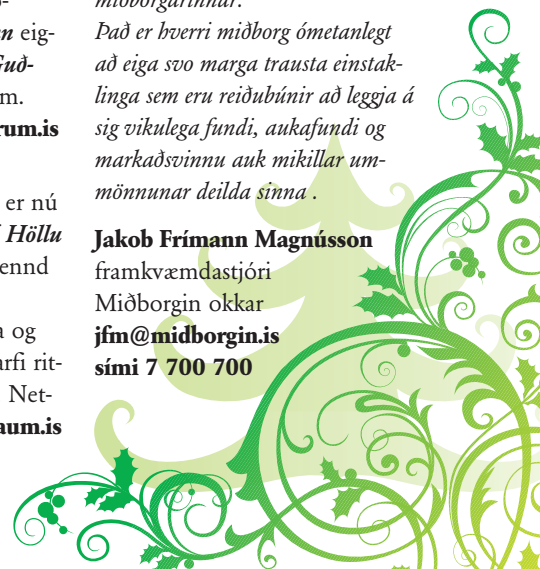 en eig-
Guð-
m.
rum.is
er nú
Höllu
ennd
a og
arfi rit-
Net-
aum.is
miðborgarinnar.
Það er hverri miðborg ómetanlegt
að eiga svo marga trausta einstak-
linga sem eru reiðubúnir að leggja á
sig vikulega fundi, aukafundi og
markaðsvinnu auk mikillar um-
mönnunar deilda sinna .
Jakob Frímann Magnússon
framkvæmdastjóri
Miðborgin okkar
jfm@midborgin.is
sími 7 700 700